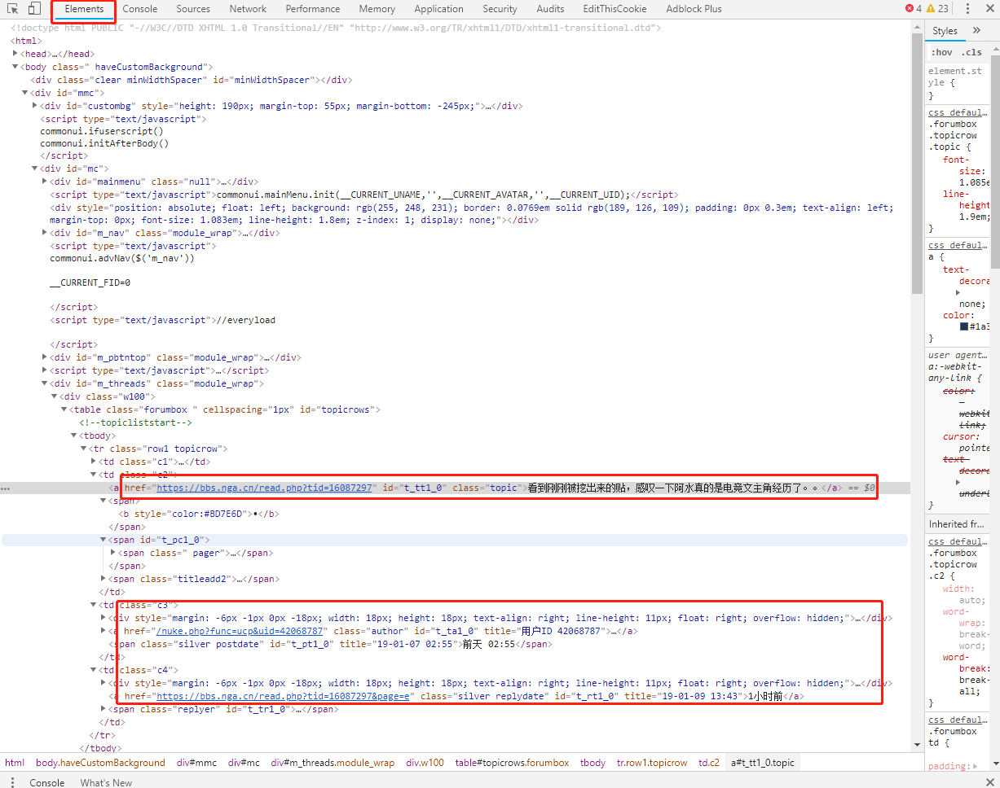 Elements Console Sources Network Performance Memory Application Security Audits EditThisCookie Adblock Plus 4 23
<!doctype html PUBLIC "-//W3C//DTD XHTML 1.0 Transitional//EN" "http://www.w3.org/TR/xhtml1/DTD/xhtml1-transitional.dtd">
<html>
<head>…</head>
<body class=" haveCustomBackground">
<div class="clear minWidthSpacer" id="minWidthSpacer"></div>
<div id="mmc">
<div id="custombg" style="height: 190px; margin-top: 55px; margin-bottom: -245px;">…</div>
<script type="text/javascript">
commonui.ifuserscript()
commonui.initAfterBody()
</script>
<div id="mc">
<div id="mainmenu" class="null">…</div>
<script type="text/javascript">commonui.mainMenu.init(__CURRENT_UNAME,'',__CURRENT_AVATAR,'',__CURRENT_UID);</script>
<div style="position: absolute; float: left; background: rgb(255, 248, 231); border: 0.0769em solid rgb(189, 126, 109); padding: 0px 0.3em; text-align: left;
margin-top: 0px; font-size: 1.083em; line-height: 1.8em; z-index: 1; display: none;"></div>
<div id="m_nav" class="module_wrap">…</div>
<script type="text/javascript">
commonui.advNav($('m_nav'))
__CURRENT_FID=0
</script>
<script type="text/javascript">//everyload
</script>
<div id="m_pbtntop" class="module_wrap">…</div>
<script type="text/javascript">…</script>
<div id="m_threads" class="module_wrap">
<div class="w100">
<table class="forumbox " cellspacing="1px" id="topicrows">
<!--topicliststart-->
<tbody>
<tr class="row1 topicrow">
<td class="c1">…</td>
<td class="c2">
<a href="https://bbs.nga.cn/read.php?tid=16087297" id="t_tt1_0" class="topic">看到刚刚被挖出来的贴，感叹一下阿水真的是电竞文主角经历了。。</a> == $0
<span>
<b style="color:#BD7E6D">•</b>
</span>
<span id="t_pc1_0">
<span class=" pager">…</span>
</span>
<span class="titleadd2">…</span>
</td>
<td class="c3">
<div style="margin: -6px -1px 0px -18px; width: 18px; height: 18px; text-align: right; line-height: 11px; float: right; overflow: hidden;">…</div>
<a href="/nuke.php?func=ucp&uid=42068787" class="author" id="t_ta1_0" title="用户ID 42068787">…</a>
<span class="silver postdate" id="t_pt1_0" title="19-01-07 02:55">前天 02:55</span>
</td>
<td class="c4">
<div style="margin: -6px -1px 0px -18px; width: 18px; height: 18px; text-align: right; line-height: 11px; float: right; overflow: hidden;">…</div>
<a href="https://bbs.nga.cn/read.php?tid=16087297&page=e" class="silver replydate" id="t_rt1_0" title="19-01-09 13:43">1小时前</a>
<span class="replyer" id="t_tr1_0">…</span>
</td>
</tr>
</tbody>
html body.haveCustomBackground div#mmc div#mc div#m_threads.module_wrap div.w100 table#topicrows.forumbox tbody tr.row1.topicrow td.c2 a#t_tt1_0.topic
Console What's New
Styles »
:hov .cls
element.st
yle {
}
css_defaul…
.forumbox
.topicrow
.topic {
font-
size:
1.085e
line-
height
1.9em;
}
css_defaul…
a {
text-
decora
none;
color:
#1a3
}
user agent…
a:-webkit-
any-link {
color:
-
webkit
link;
cursor:
pointe
text-
decora
underl
}
Inherited fr…
css_defaul…
.forumbox
.topicrow
.c2 {
width:
auto;
word-
wrap:
break-
word;
word-
break:
break-
all;
}
css_defaul…
.forumbox
td {
padding: